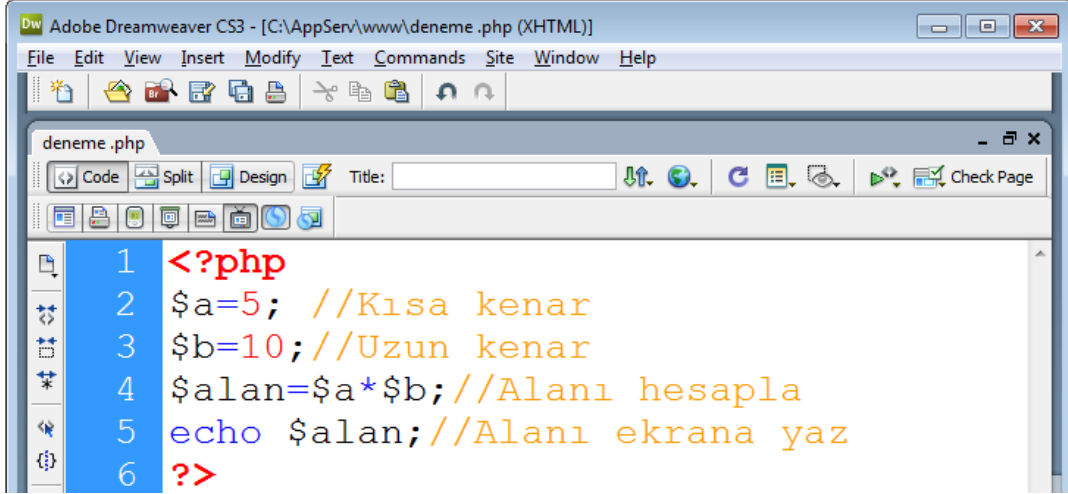 Dw Adobe Dreamweaver CS3 - [C:\AppServ\www\deneme .php (XHTML)]
File Edit View Insert Modify Text Commands Site Window Help
deneme .php
Code Split Design Title: Check Page
1 <?php
2 $a=5; //Kısa kenar
3 $b=10;//Uzun kenar
4 $alan=$a*$b;//Alanı hesapla
5 echo $alan;//Alanı ekrana yaz
6 ?>